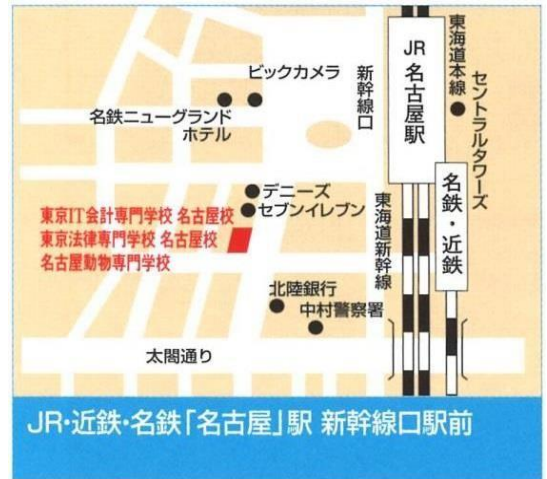 JR
名古屋駅
東海道本線
セントラルタワーズ
新幹線口
ビックカメラ
名鉄ニューグランド
ホテル
デニーズ
セブンイレブン
東京IT会計専門学校 名古屋校
東京法律専門学校 名古屋校
名古屋動物専門学校
東海道新幹線
名鉄・近鉄
北陸銀行
中村警察署
太閤通り
JR・近鉄・名鉄「名古屋」駅 新幹線口駅前